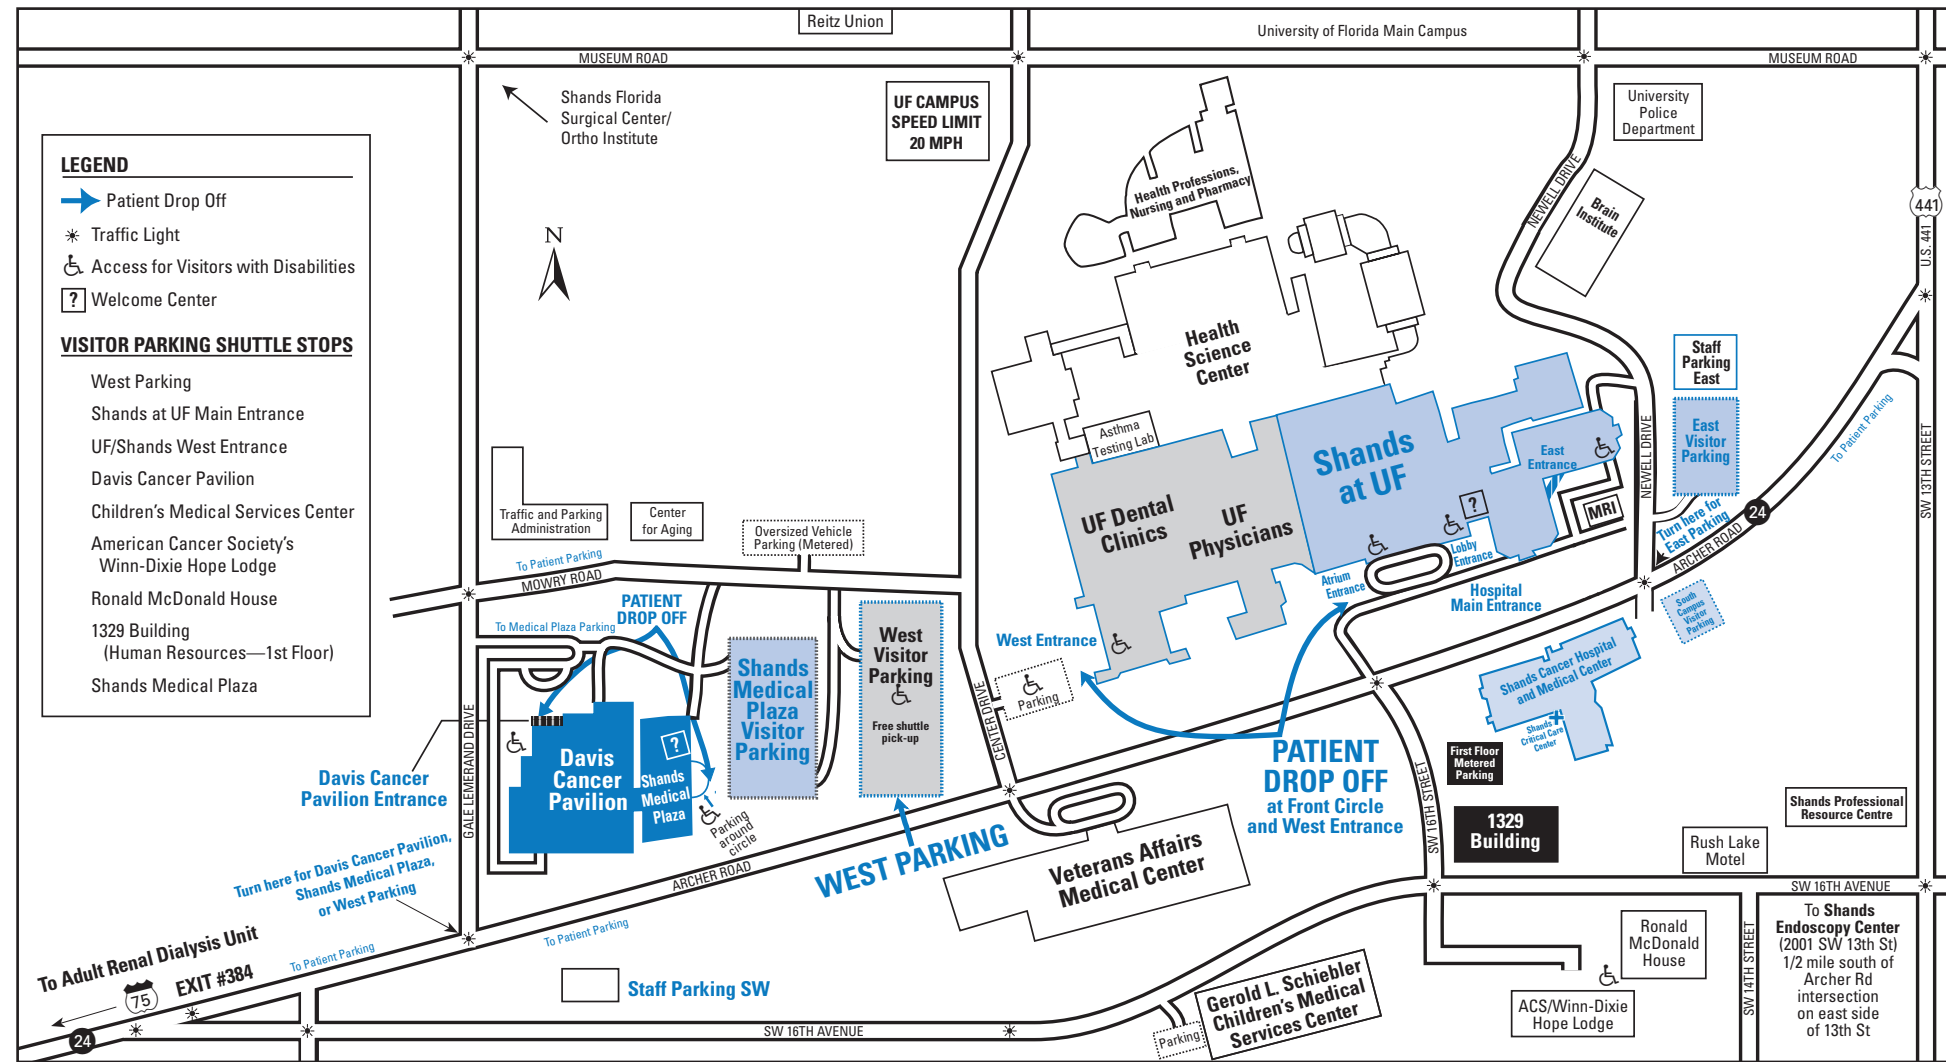 Reitz Union
University of Florida Main Campus
MUSEUM ROAD
MUSEUM ROAD
Shands Florida
Surgical Center/
Ortho Institute
UF CAMPUS
SPEED LIMIT
20 MPH
University
Police
Department
LEGEND
Patient Drop Off
Traffic Light
Access for Visitors with Disabilities
? Welcome Center
VISITOR PARKING SHUTTLE STOPS
West Parking
Shands at UF Main Entrance
UF/Shands West Entrance
Davis Cancer Pavilion
Children's Medical Services Center
American Cancer Society's
Winn-Dixie Hope Lodge
Ronald McDonald House
1329 Building
(Human Resources—1st Floor)
Shands Medical Plaza
N
Health Professions,
Nursing and Pharmacy
NEWELL DRIVE
Brain
Institute
441
U.S. 441
Health
Science
Center
Staff
Parking
East
East
Visitor
Parking
To Patient Parking
SW 13TH STREET
Asthma
Testing Lab
Shands
at UF
East
Entrance
NEWELL DRIVE
?
MRI
Turn here for
East Parking
24
ARCHER ROAD
UF Dental
Clinics
UF
Physicians
Lobby
Entrance
Atrium
Entrance
Hospital
Main Entrance
South
Campus
Visitor
Parking
Traffic and Parking
Administration
Center
for Aging
Oversized Vehicle
Parking (Metered)
To Patient Parking
MOWRY ROAD
PATIENT
DROP OFF
To Medical Plaza Parking
West
Visitor
Parking
Free shuttle
pick-up
Shands
Medical
Plaza
Visitor
Parking
West Entrance
Parking
CENTER DRIVE
Shands Cancer Hospital
and Medical Center
Shands
Critical Care
Center
GALE LEMERAND DRIVE
Davis Cancer
Pavilion Entrance
Davis
Cancer
Pavilion
?
Shands
Medical
Plaza
Parking
around
circle
PATIENT
DROP OFF
at Front Circle
and West Entrance
First Floor
Metered
Parking
SW 16TH STREET
1329
Building
Shands Professional
Resource Centre
Rush Lake
Motel
WEST PARKING
ARCHER ROAD
Veterans Affairs
Medical Center
Turn here for Davis Cancer Pavilion,
Shands Medical Plaza,
or West Parking
To Patient Parking
To Patient Parking
To Adult Renal Dialysis Unit
75
EXIT #384
24
Staff Parking SW
SW 16TH AVENUE
SW 16TH AVENUE
Parking
Gerold L. Schiebler
Children's Medical
Services Center
Ronald
McDonald
House
ACS/Winn-Dixie
Hope Lodge
SW 14TH STREET
To Shands
Endoscopy Center
(2001 SW 13th St)
1/2 mile south of
Archer Rd
intersection
on east side
of 13th St